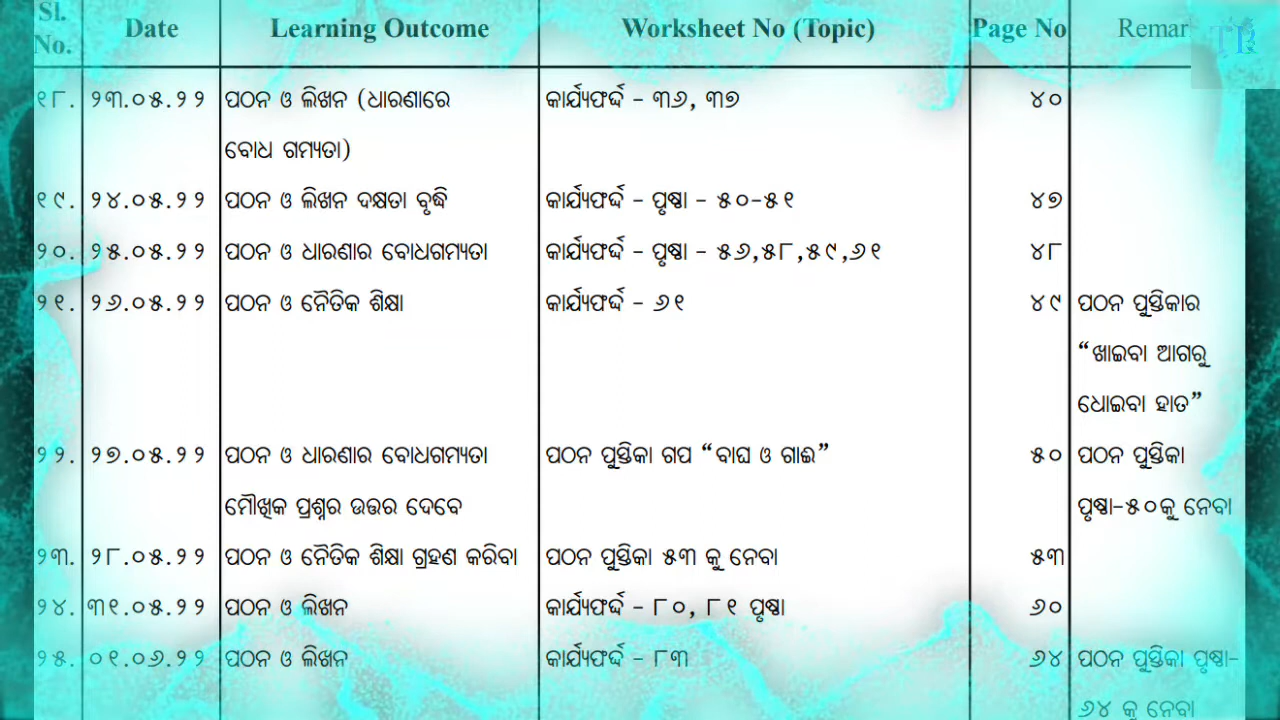 Sl. No. Date Learning Outcome Worksheet No (Topic) Page No Remar TB
୧୮. ୨୩.୦୫.୨୨ ପଠନ ଓ ଲିଖନ (ଧାରଣାରେ କାର୍ଯ୍ୟଫର୍ଦ୍ଦ - ୩୬, ୩୭ ୪୦
ବୋଧ ଗମ୍ୟତା)
୧୯. ୨୪.୦୫.୨୨ ପଠନ ଓ ଲିଖନ ଦକ୍ଷତା ବୃଦ୍ଧି କାର୍ଯ୍ୟଫର୍ଦ୍ଦ - ପୃଷ୍ଠା - ୫୦-୫୧ ୪୭
୨୦. ୨୫.୦୫.୨୨ ପଠନ ଓ ଧାରଣାର ବୋଧଗମ୍ୟତା କାର୍ଯ୍ୟଫର୍ଦ୍ଦ - ପୃଷ୍ଠା - ୫୬,୫୮,୫୯,୬୧ ୪୮
୨୧. ୨୬.୦୫.୨୨ ପଠନ ଓ ନୈତିକ ଶିକ୍ଷା କାର୍ଯ୍ୟଫର୍ଦ୍ଦ - ୬୧ ୪୯ ପଠନ ପୁସ୍ତିକାର
“ଖାଇବା ଆଗରୁ
ଧୋଇବା ହାତ”
୨୨. ୨୭.୦୫.୨୨ ପଠନ ଓ ଧାରଣାର ବୋଧଗମ୍ୟତା ପଠନ ପୁସ୍ତିକା ଗପ “ବାଘ ଓ ଗାଈ” ୫୦ ପଠନ ପୁସ୍ତିକା
ମୌଖିକ ପ୍ରଶ୍ନର ଉତ୍ତର ଦେବେ ପୃଷ୍ଠା-୫୦କୁ ନେବା
୨୩. ୨୮.୦୫.୨୨ ପଠନ ଓ ନୈତିକ ଶିକ୍ଷା ଗ୍ରହଣ କରିବା ପଠନ ପୁସ୍ତିକା ୫୩ କୁ ନେବା ୫୩
୨୪. ୩୧.୦୫.୨୨ ପଠନ ଓ ଲିଖନ କାର୍ଯ୍ୟଫର୍ଦ୍ଦ - ୮୦, ୮୧ ପୃଷ୍ଠା ୬୦
୨୫. ୦୧.୦୬.୨୨ ପଠନ ଓ ଲିଖନ କାର୍ଯ୍ୟଫର୍ଦ୍ଦ - ୮୩ ୬୪ ପଠନ ପୁସ୍ତିକା ପୃଷ୍ଠା-
୬୪ କୁ ନେବା